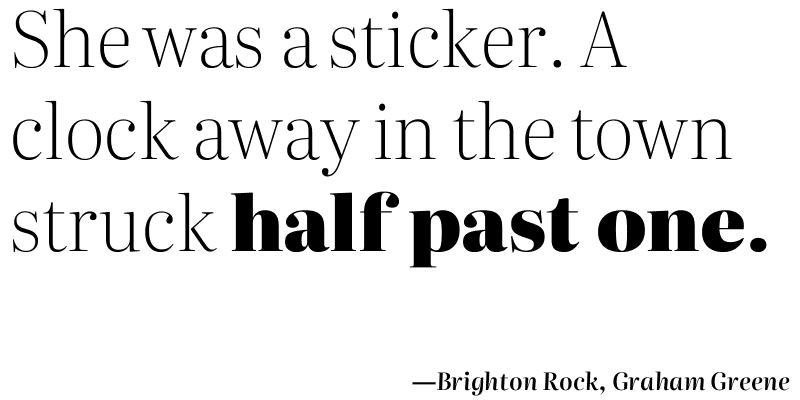 She was a sticker. A
clock away in the town
struck half past one.
—Brighton Rock, Graham Greene